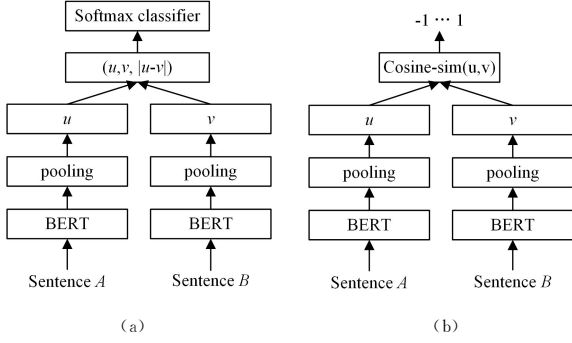 Softmax classifier
(u,v, |u-v|)
u
v
pooling
pooling
BERT
BERT
Sentence A
Sentence B
(a)
-1 ··· 1
Cosine-sim(u,v)
u
v
pooling
pooling
BERT
BERT
Sentence A
Sentence B
(b)